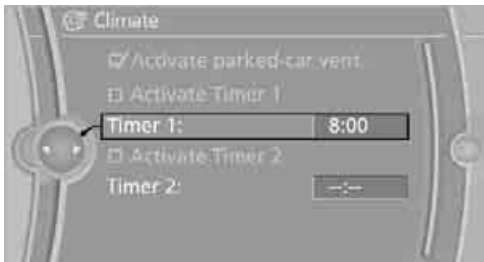 Climate
Activate parked-car vent.
Activate Timer 1
Timer 1: 8:00
Activate Timer 2
Timer 2: --:--